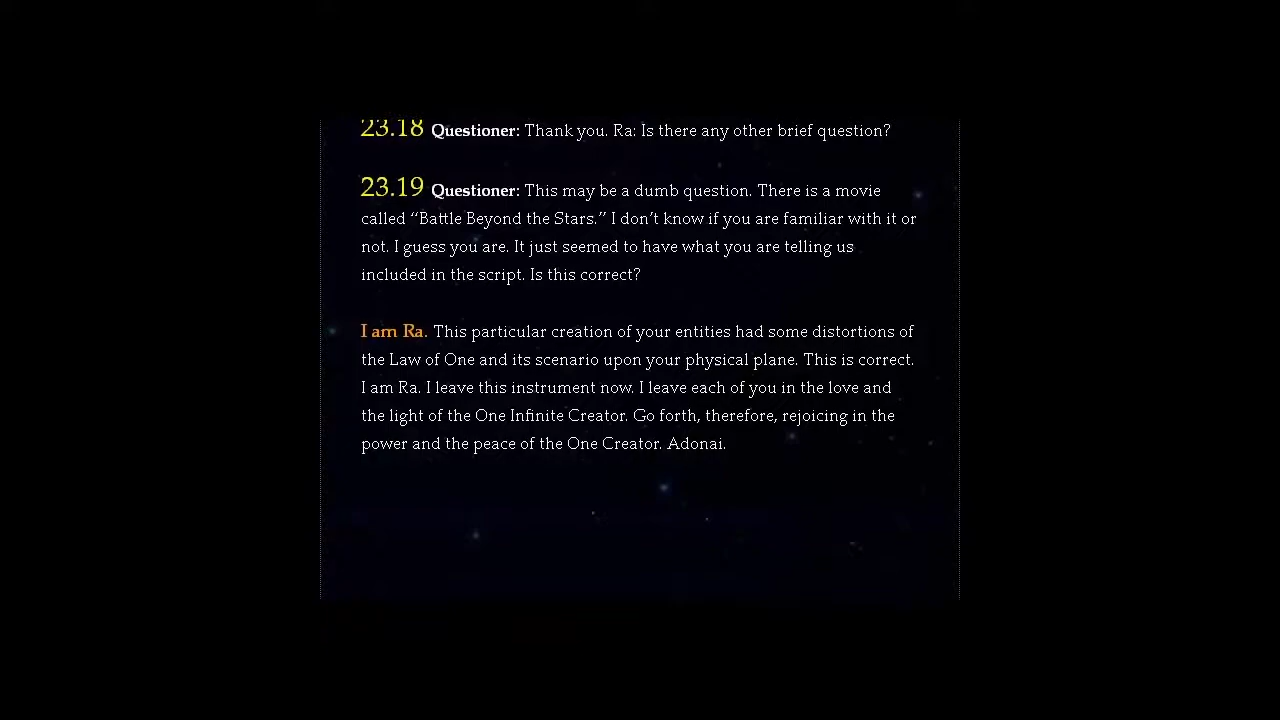 23.18 Questioner: Thank you. Ra: Is there any other brief question?
23.19 Questioner: This may be a dumb question. There is a movie
called “Battle Beyond the Stars.” I don’t know if you are familiar with it or
not. I guess you are. It just seemed to have what you are telling us
included in the script. Is this correct?
I am Ra. This particular creation of your entities had some distortions of
the Law of One and its scenario upon your physical plane. This is correct.
I am Ra. I leave this instrument now. I leave each of you in the love and
the light of the One Infinite Creator. Go forth, therefore, rejoicing in the
power and the peace of the One Creator. Adonai.